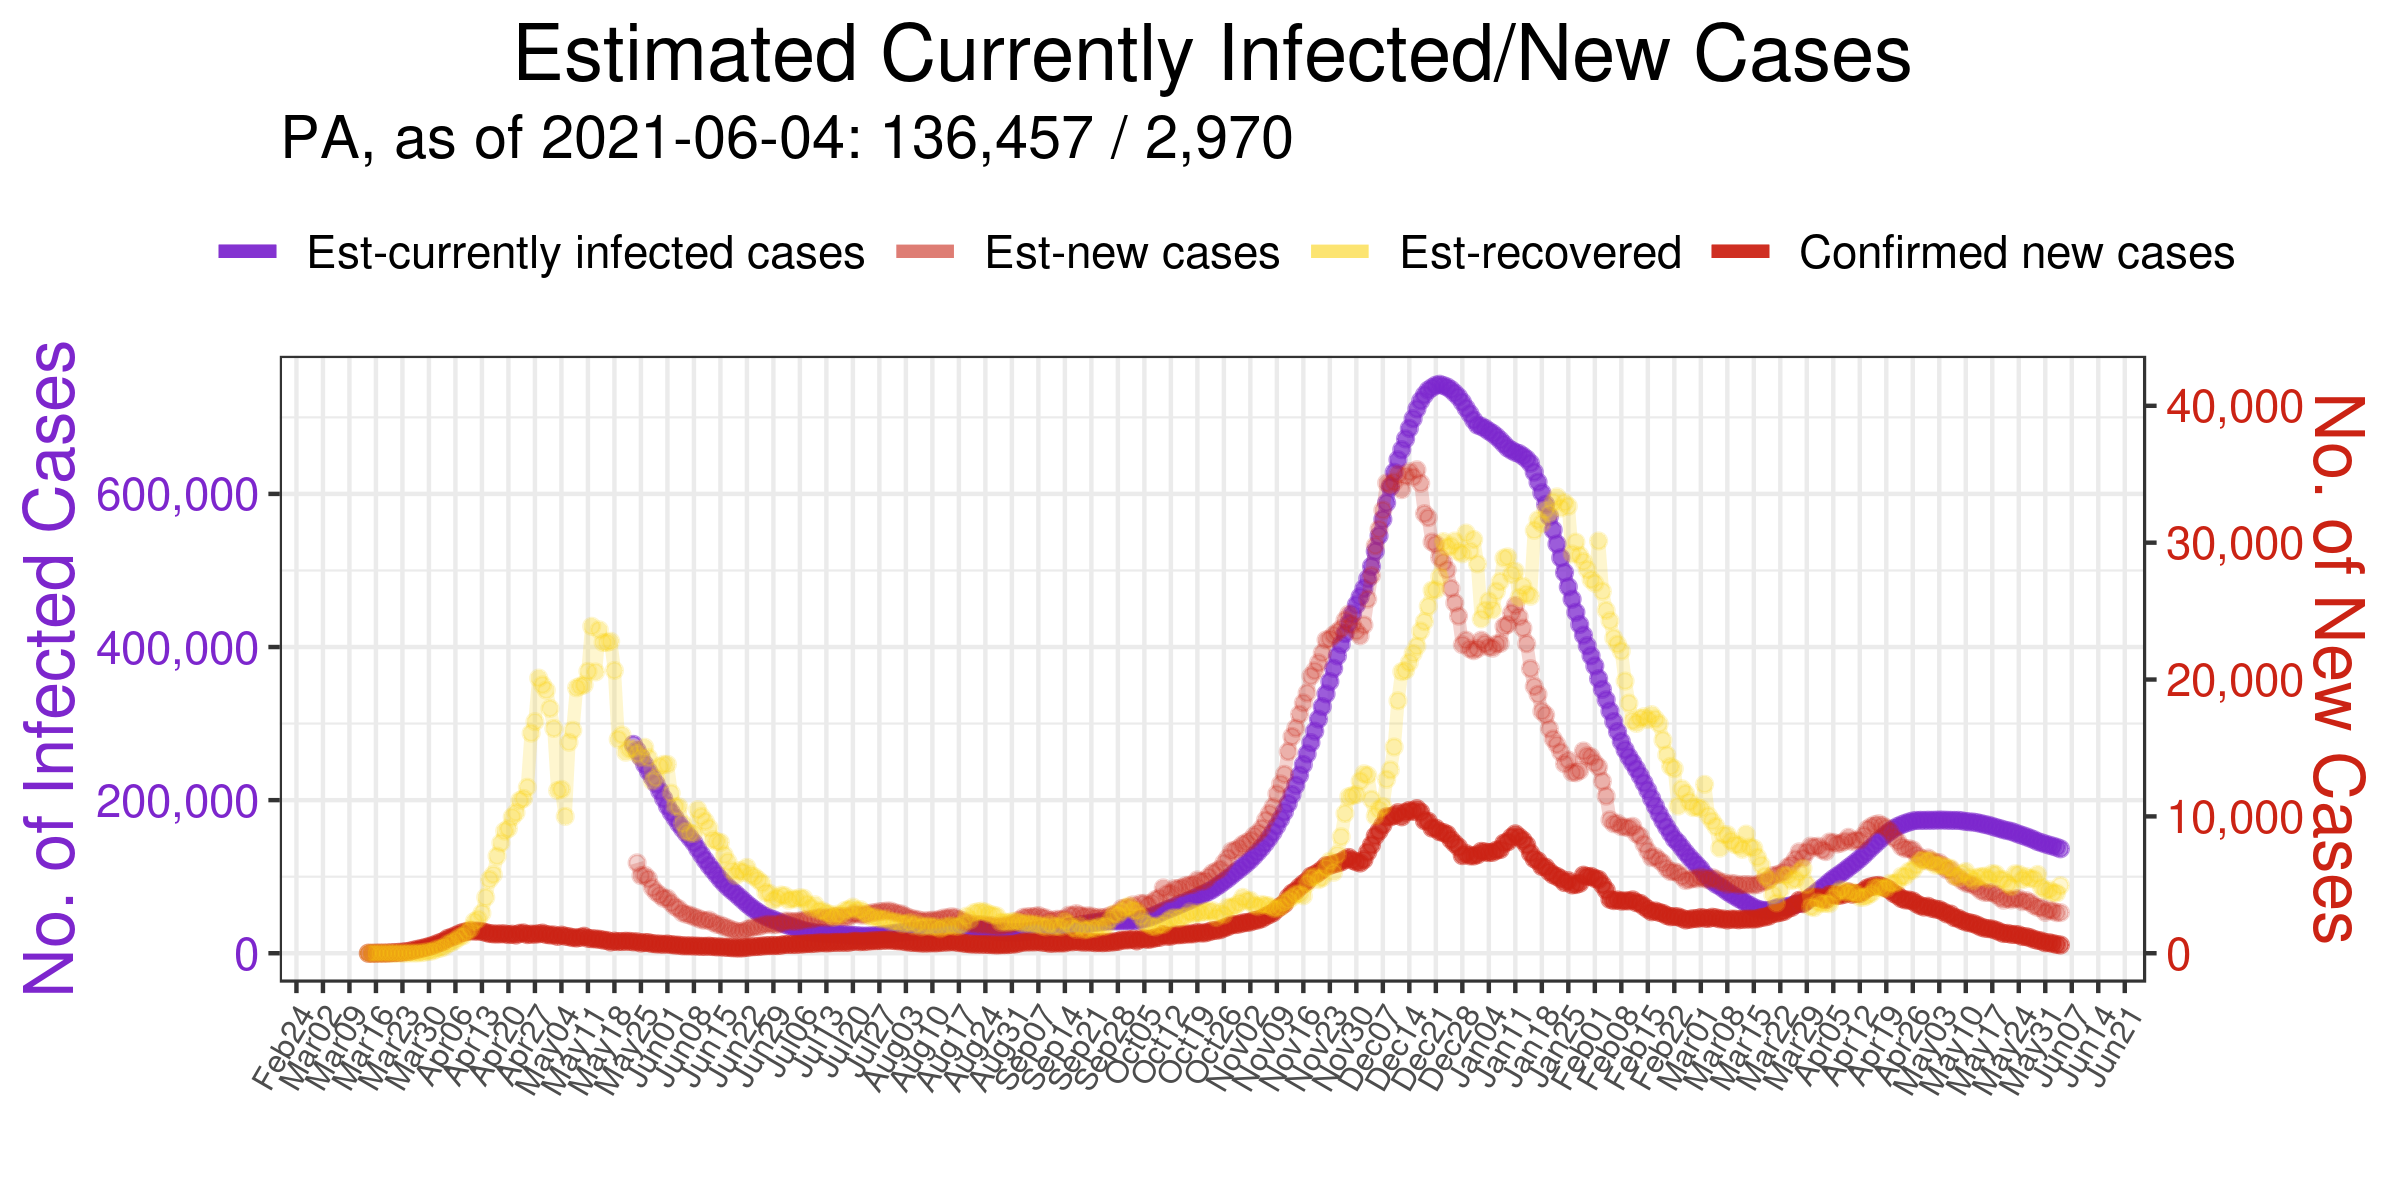 Estimated Currently Infected/New Cases
PA, as of 2021-06-04: 136,457 / 2,970
Est-currently infected cases Est-new cases Est-recovered Confirmed new cases
No. of Infected Cases
600,000
400,000
200,000
0
40,000
30,000
20,000
10,000
0
No. of New Cases
Feb24 Mar02 Mar09 Mar16 Mar23 Mar30 Apr06 Apr13 Apr20 Apr27 May04 May11 May18 May25 Jun01 Jun08 Jun15 Jun22 Jun29 Jul06 Jul13 Jul20 Jul27 Aug03 Aug10 Aug17 Aug24 Aug31 Sep07 Sep14 Sep21 Sep28 Oct05 Oct12 Oct19 Oct26 Nov02 Nov09 Nov16 Nov23 Nov30 Dec07 Dec14 Dec21 Dec28 Jan04 Jan11 Jan18 Jan25 Feb01 Feb08 Feb15 Feb22 Mar01 Mar08 Mar15 Mar22 Mar29 Apr05 Apr12 Apr19 Apr26 May03 May10 May17 May24 May31 Jun07 Jun14 Jun21